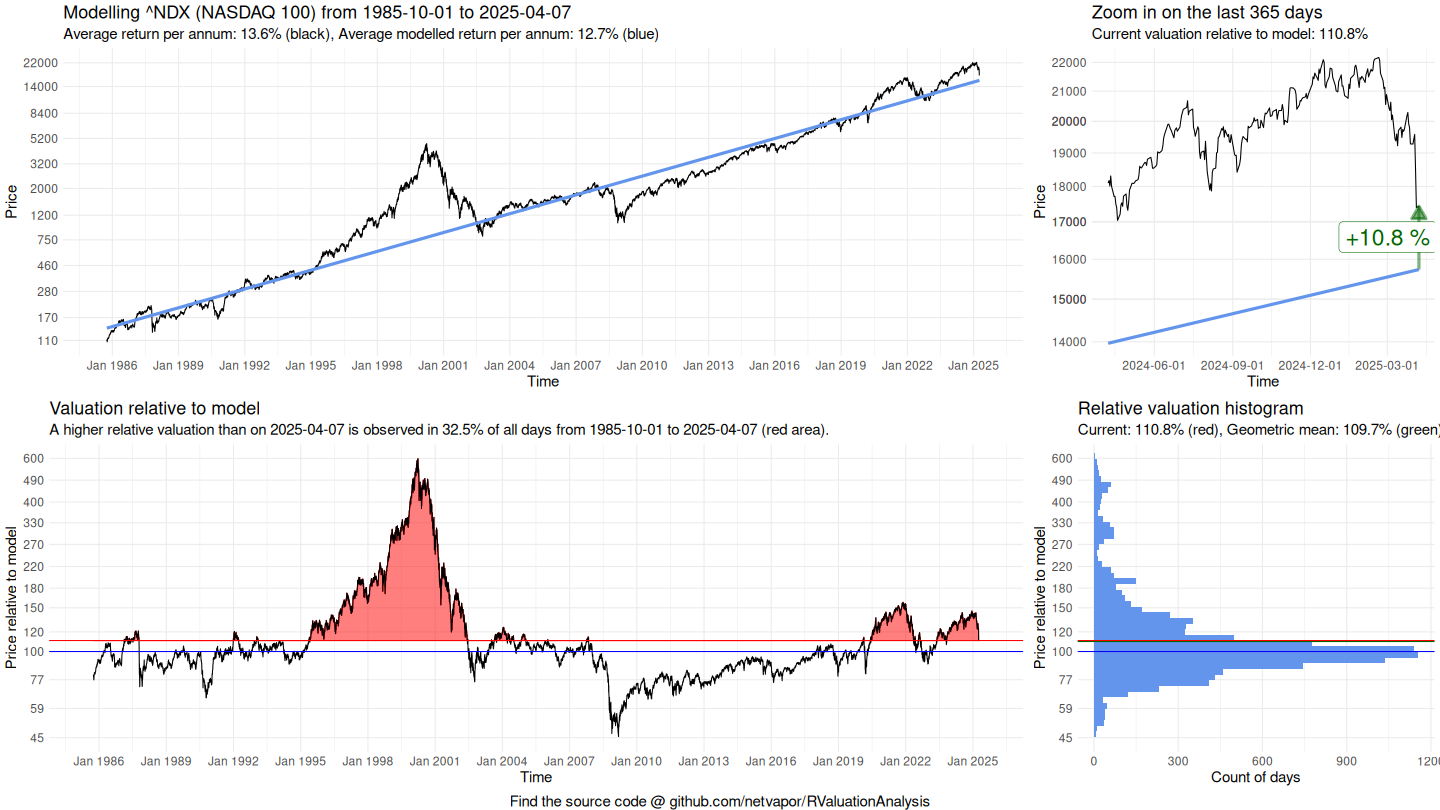 Modelling ^NDX (NASDAQ 100) from 1985-10-01 to 2025-04-07
Average return per annum: 13.6% (black), Average modelled return per annum: 12.7% (blue)
Price
22000
14000
8400
5200
3200
2000
1200
750
460
280
170
110
Jan 1986 Jan 1989 Jan 1992 Jan 1995 Jan 1998 Jan 2001 Jan 2004 Jan 2007 Jan 2010 Jan 2013 Jan 2016 Jan 2019 Jan 2022 Jan 2025
Time
Zoom in on the last 365 days
Current valuation relative to model: 110.8%
Price
22000
21000
20000
19000
18000
17000
16000
15000
14000
+10.8 %
2024-06-01 2024-09-01 2024-12-01 2025-03-01
Time
Valuation relative to model
A higher relative valuation than on 2025-04-07 is observed in 32.5% of all days from 1985-10-01 to 2025-04-07 (red area).
Price relative to model
600
490
400
330
270
220
180
150
120
100
77
59
45
Jan 1986 Jan 1989 Jan 1992 Jan 1995 Jan 1998 Jan 2001 Jan 2004 Jan 2007 Jan 2010 Jan 2013 Jan 2016 Jan 2019 Jan 2022 Jan 2025
Time
Relative valuation histogram
Current: 110.8% (red), Geometric mean: 109.7% (green)
Price relative to model
600
490
400
330
270
220
180
150
120
100
77
59
45
0 300 600 900 1200
Count of days
Find the source code @ github.com/netvapor/RValuationAnalysis